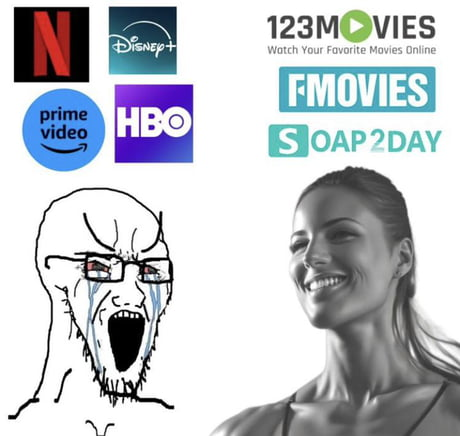 N
Disney+
prime
video
HBO
123MOVIES
Watch Your Favorite Movies Online
FMOVIES
SOAP2DAY